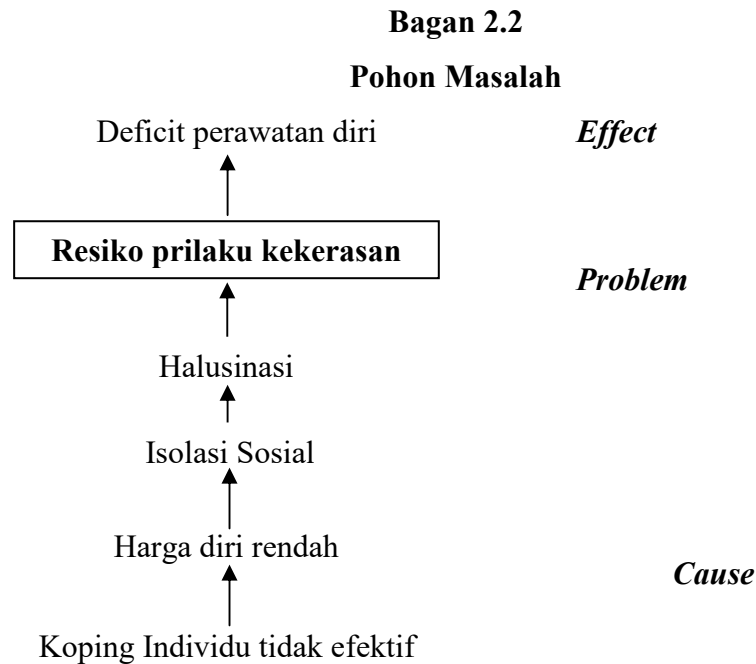 Bagan 2.2
Pohon Masalah
Deficit perawatan diri Effect
Resiko prilaku kekerasan
Problem
Halusinasi
Isolasi Sosial
Harga diri rendah
Cause
Koping Individu tidak efektif